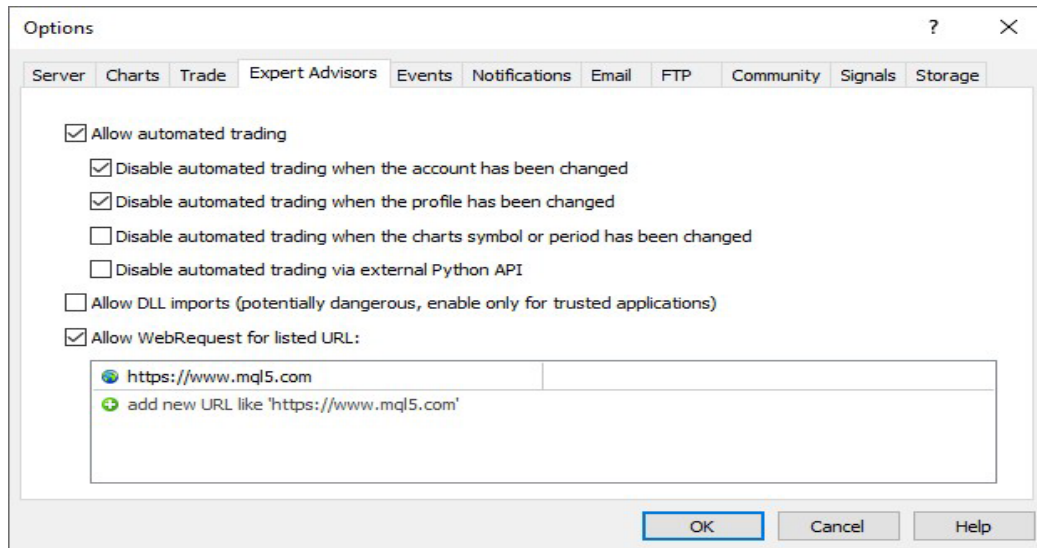 Options ?
Server Charts Trade Expert Advisors Events Notifications Email FTP Community Signals Storage
Allow automated trading
Disable automated trading when the account has been changed
Disable automated trading when the profile has been changed
Disable automated trading when the charts symbol or period has been changed
Disable automated trading via external Python API
Allow DLL imports (potentially dangerous, enable only for trusted applications)
Allow WebRequest for listed URL:
https://www.mql5.com
add new URL like 'https://www.mql5.com'
OK Cancel Help